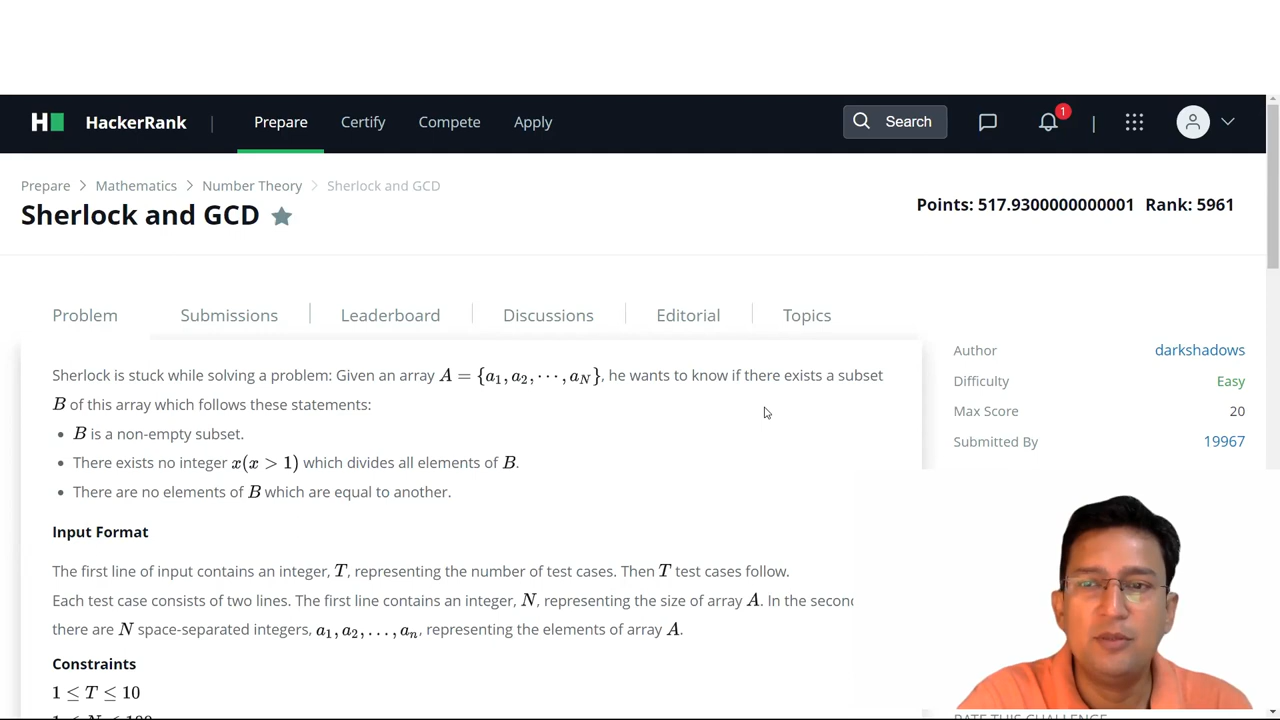 H HackerRank | Prepare Certify Compete Apply Search 1 |
Prepare > Mathematics > Number Theory > Sherlock and GCD
Sherlock and GCD
Points: 517.9300000000001 Rank: 5961
Problem Submissions Leaderboard Discussions Editorial Topics
Sherlock is stuck while solving a problem: Given an array A = {a₁, a₂, ⋯, a_N}, he wants to know if there exists a subset
B of this array which follows these statements:
• B is a non-empty subset.
• There exists no integer x(x > 1) which divides all elements of B.
• There are no elements of B which are equal to another.
Input Format
The first line of input contains an integer, T, representing the number of test cases. Then T test cases follow.
Each test case consists of two lines. The first line contains an integer, N, representing the size of array A. In the second
there are N space-separated integers, a₁, a₂, …, aₙ, representing the elements of array A.
Constraints
1 ≤ T ≤ 10
1 ≤ N ≤ 100
Author darkshadows
Difficulty Easy
Max Score 20
Submitted By 19967
RATE THIS CHALLENGE